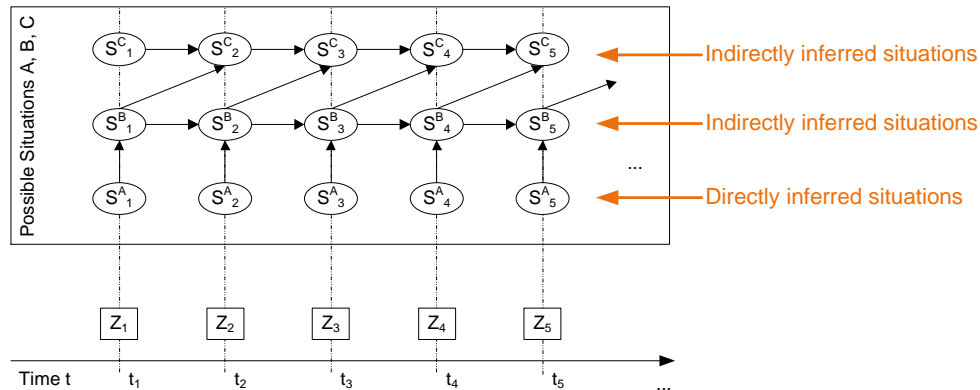 Possible Situations A, B, C
S^C_1 S^C_2 S^C_3 S^C_4 S^C_5 Indirectly inferred situations
S^B_1 S^B_2 S^B_3 S^B_4 S^B_5 Indirectly inferred situations
...
S^A_1 S^A_2 S^A_3 S^A_4 S^A_5 Directly inferred situations
Z_1 Z_2 Z_3 Z_4 Z_5
Time t t_1 t_2 t_3 t_4 t_5 ...